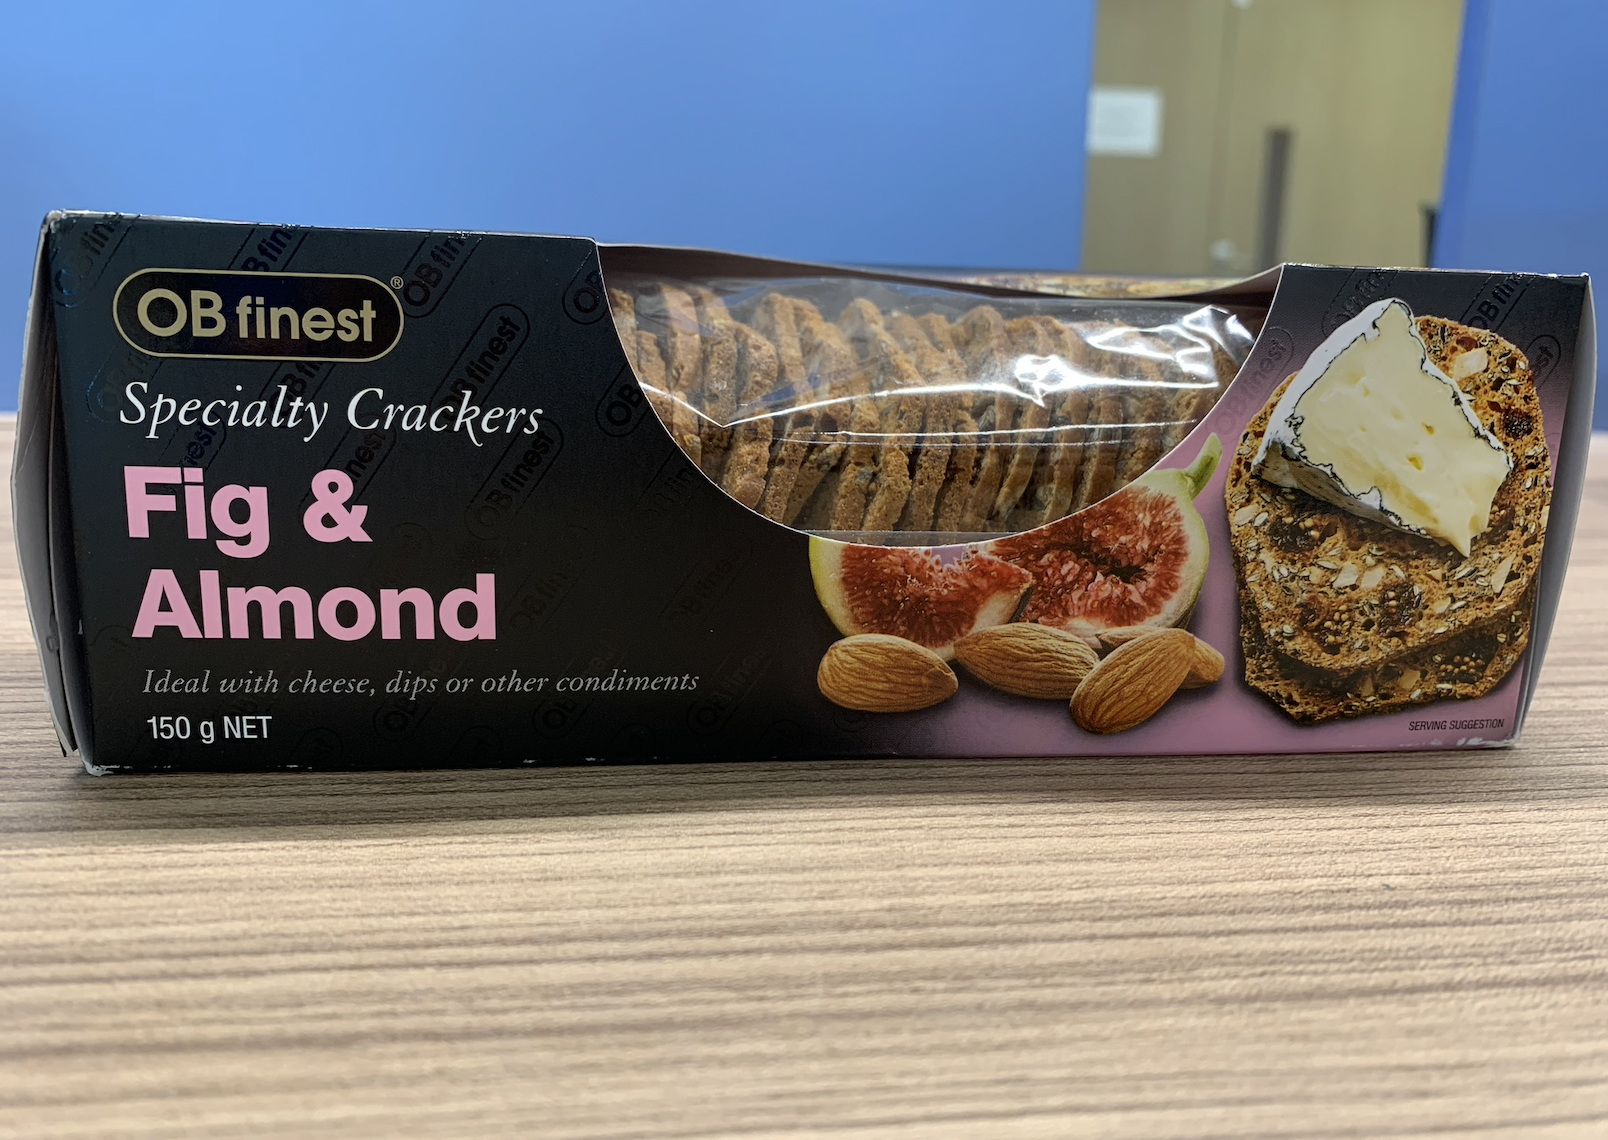 OB finest®
Specialty Crackers
Fig &
Almond
Ideal with cheese, dips or other condiments
150 g NET
SERVING SUGGESTION